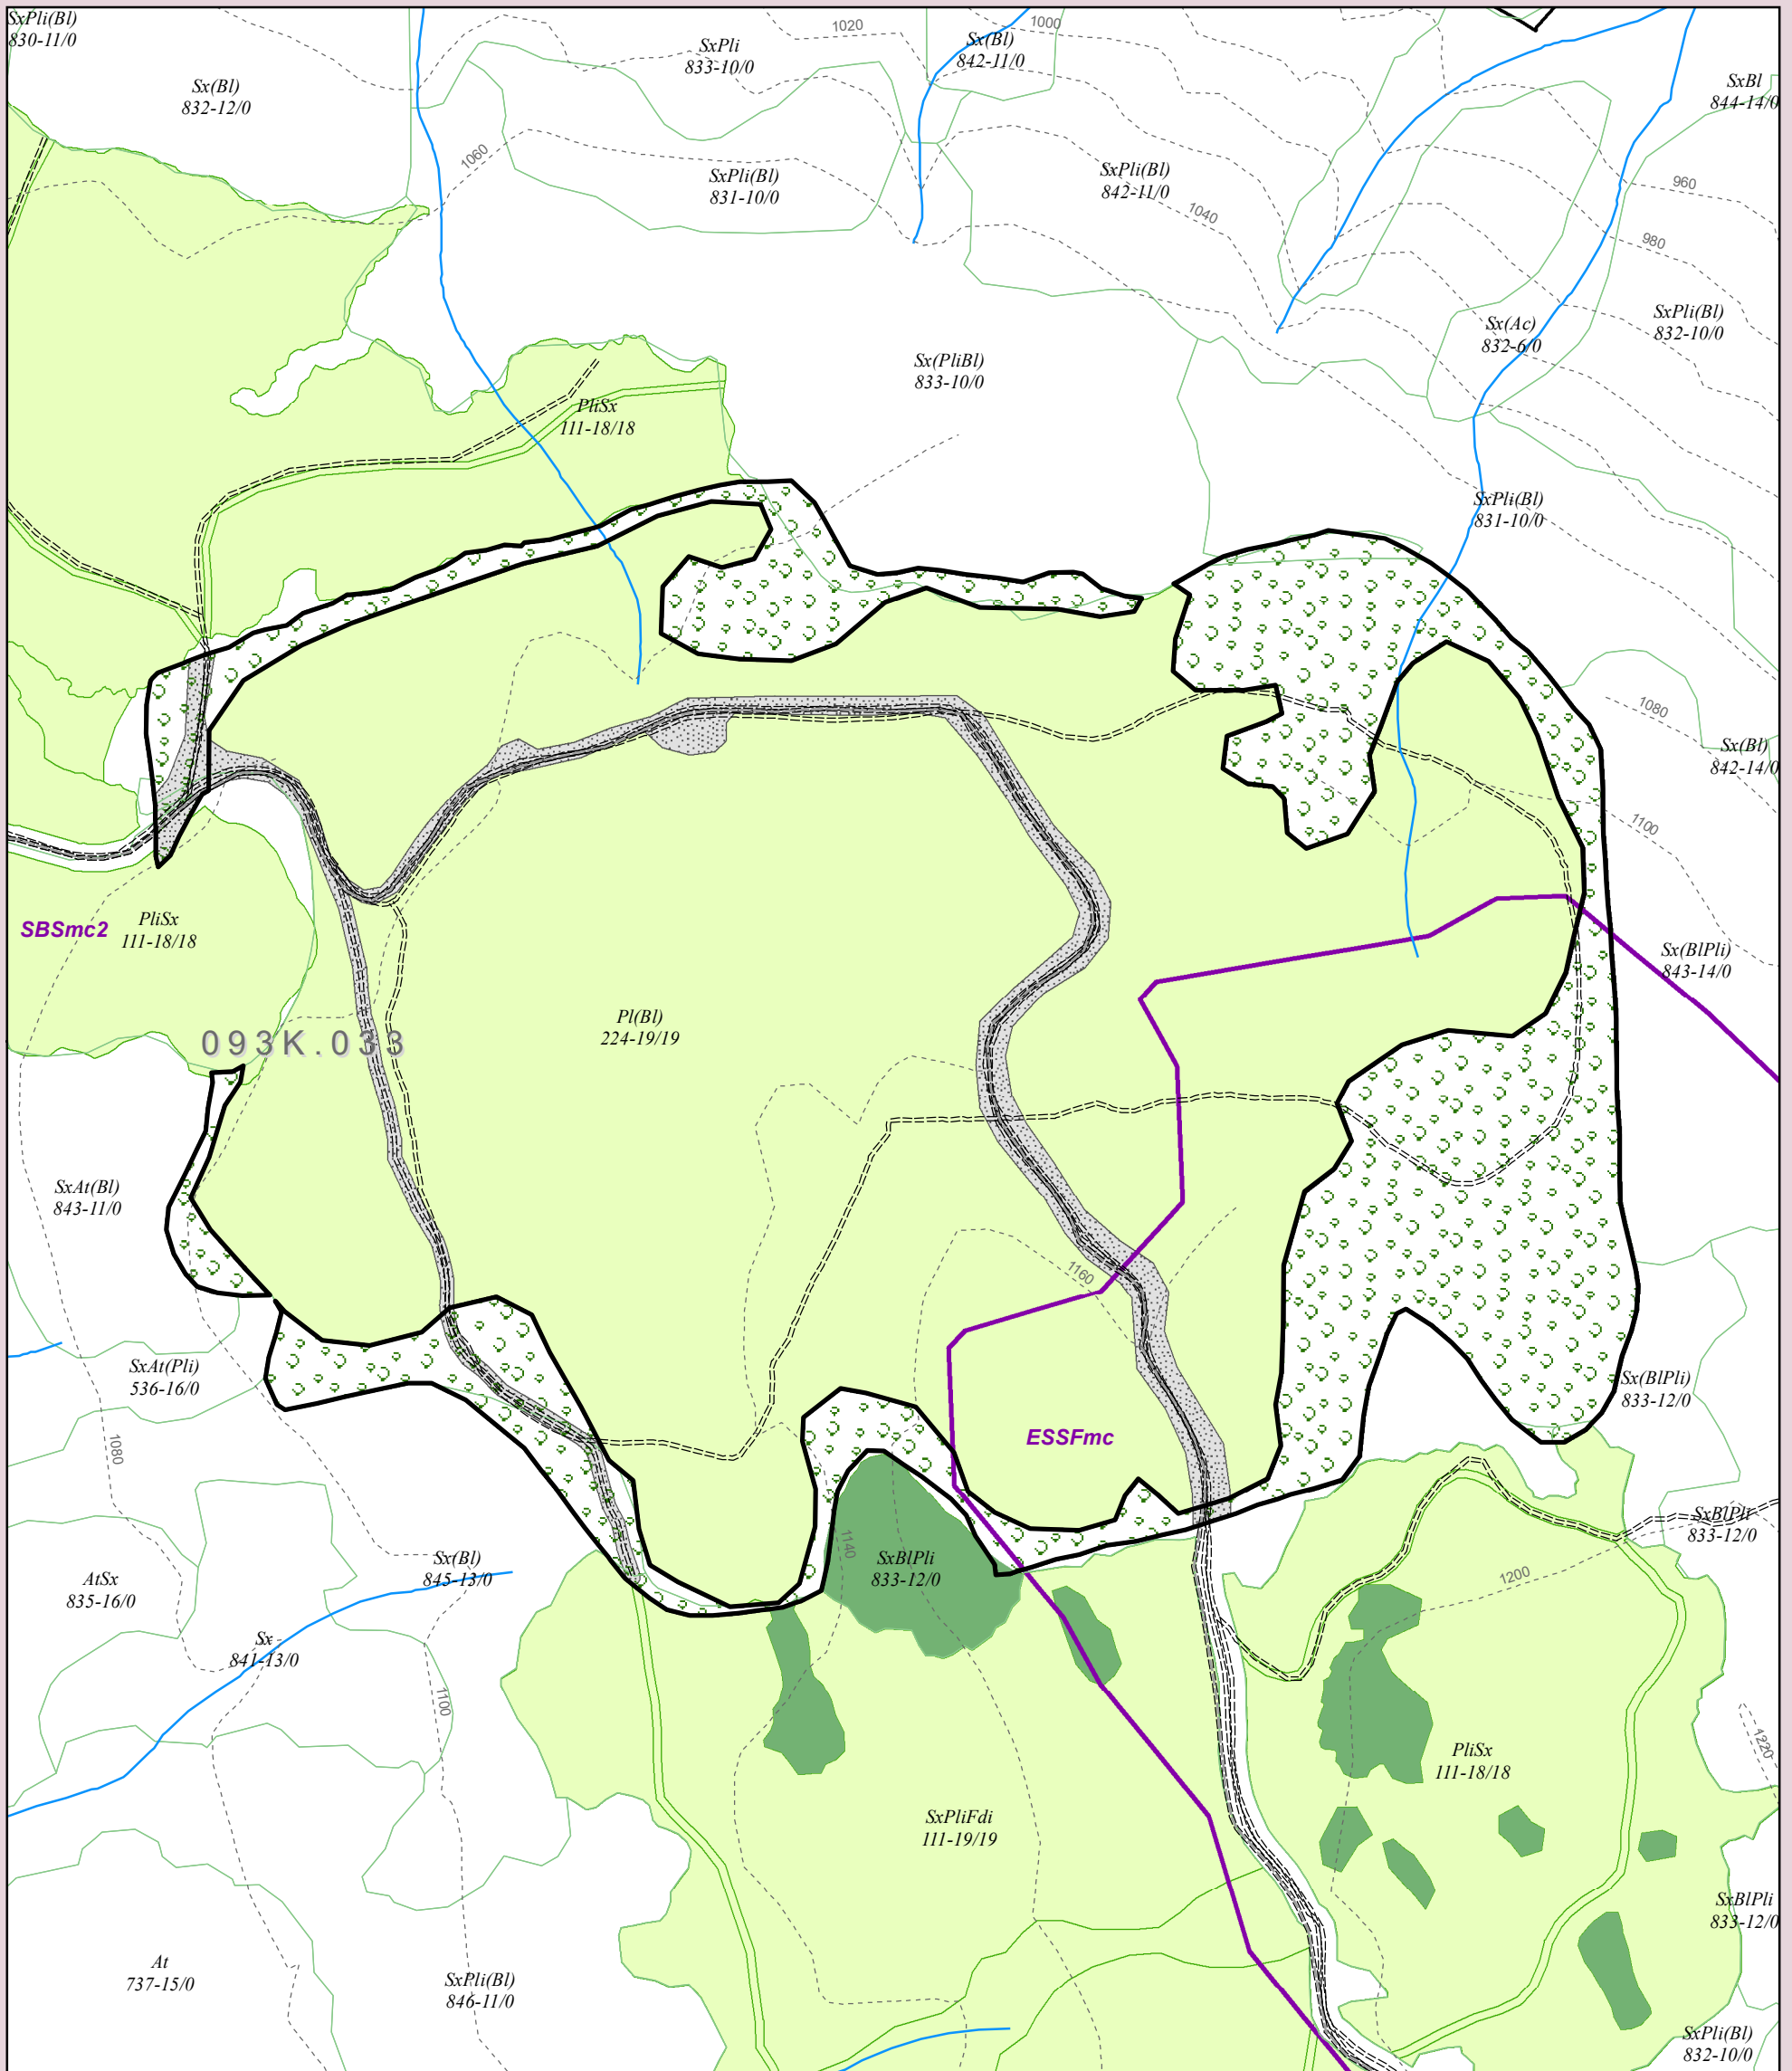 SxPli(Bl)
830-11/0
Sx(Bl)
832-12/0
SxPli
833-10/0
1020
Sx(Bl)
842-11/0
1000
SxBl
844-14/0
1060
SxPli(Bl)
831-10/0
SxPli(Bl)
842-11/0
1040
960
980
SxPli(Bl)
832-10/0
Sx(Ac)
832-6/0
Sx(PliBl)
833-10/0
PliSx
111-18/18
SxPli(Bl)
831-10/0
1080
Sx(Bl)
842-14/0
1100
SBSmc2
PliSx
111-18/18
Sx(BlPli)
843-14/0
093K.033
Pl(Bl)
224-19/19
SxAt(Bl)
843-11/0
1160
SxAt(Pli)
536-16/0
Sx(BlPli)
833-12/0
1080
ESSFmc
SxBlPli
833-12/0
1140
SxBlPli
833-12/0
Sx(Bl)
845-13/0
AtSx
835-16/0
1200
Sx
841-13/0
1100
1220
PliSx
111-18/18
SxPliFdi
111-19/19
SxBlPli
833-12/0
At
737-15/0
SxPli(Bl)
846-11/0
SxPli(Bl)
832-10/0